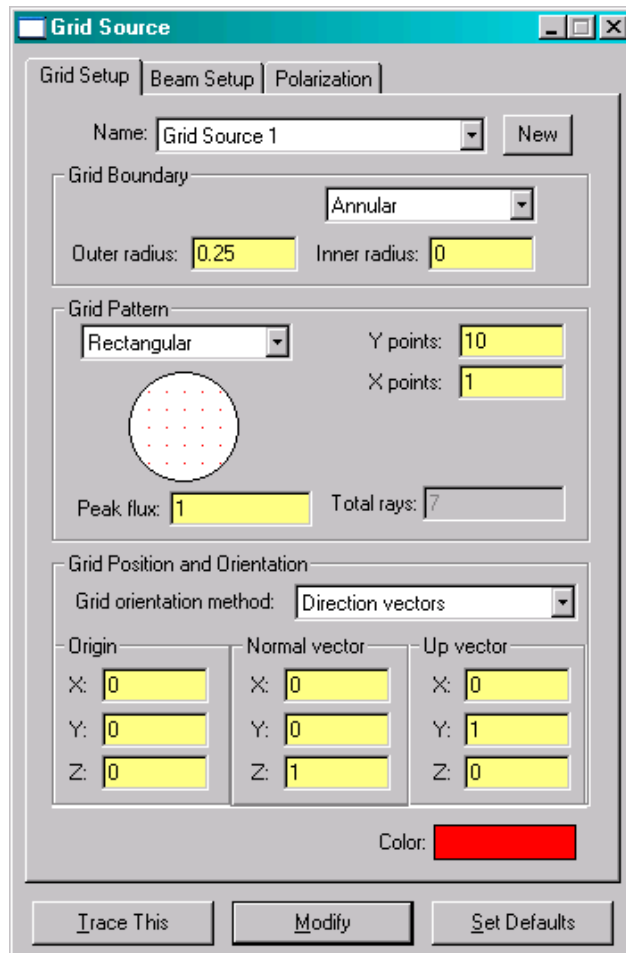 Grid Source
Grid Setup Beam Setup Polarization
Name: Grid Source 1 New
Grid Boundary
Annular
Outer radius: 0.25 Inner radius: 0
Grid Pattern
Rectangular Y points: 10
X points: 1
Peak flux: 1 Total rays: 7
Grid Position and Orientation
Grid orientation method: Direction vectors
Origin Normal vector Up vector
X: 0 X: 0 X: 0
Y: 0 Y: 0 Y: 1
Z: 0 Z: 1 Z: 0
Color:
Trace This Modify Set Defaults